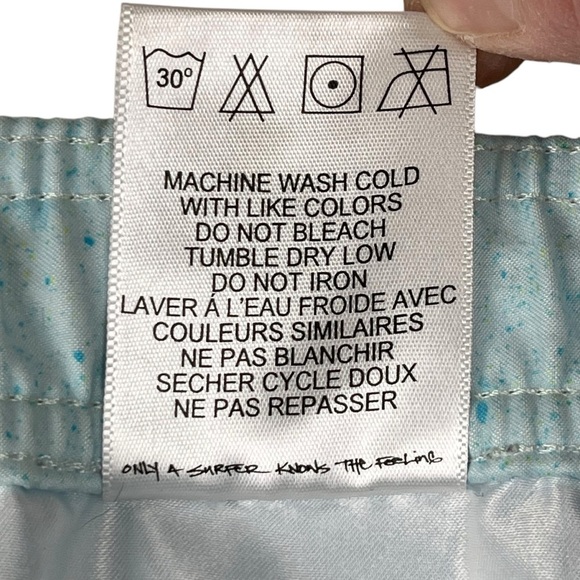 30°
MACHINE WASH COLD
WITH LIKE COLORS
DO NOT BLEACH
TUMBLE DRY LOW
DO NOT IRON
LAVER Á L'EAU FROIDE AVEC
COULEURS SIMILAIRES
NE PAS BLANCHIR
SECHER CYCLE DOUX
NE PAS REPASSER
ONLY A SURFER KNOWS THE FEELING